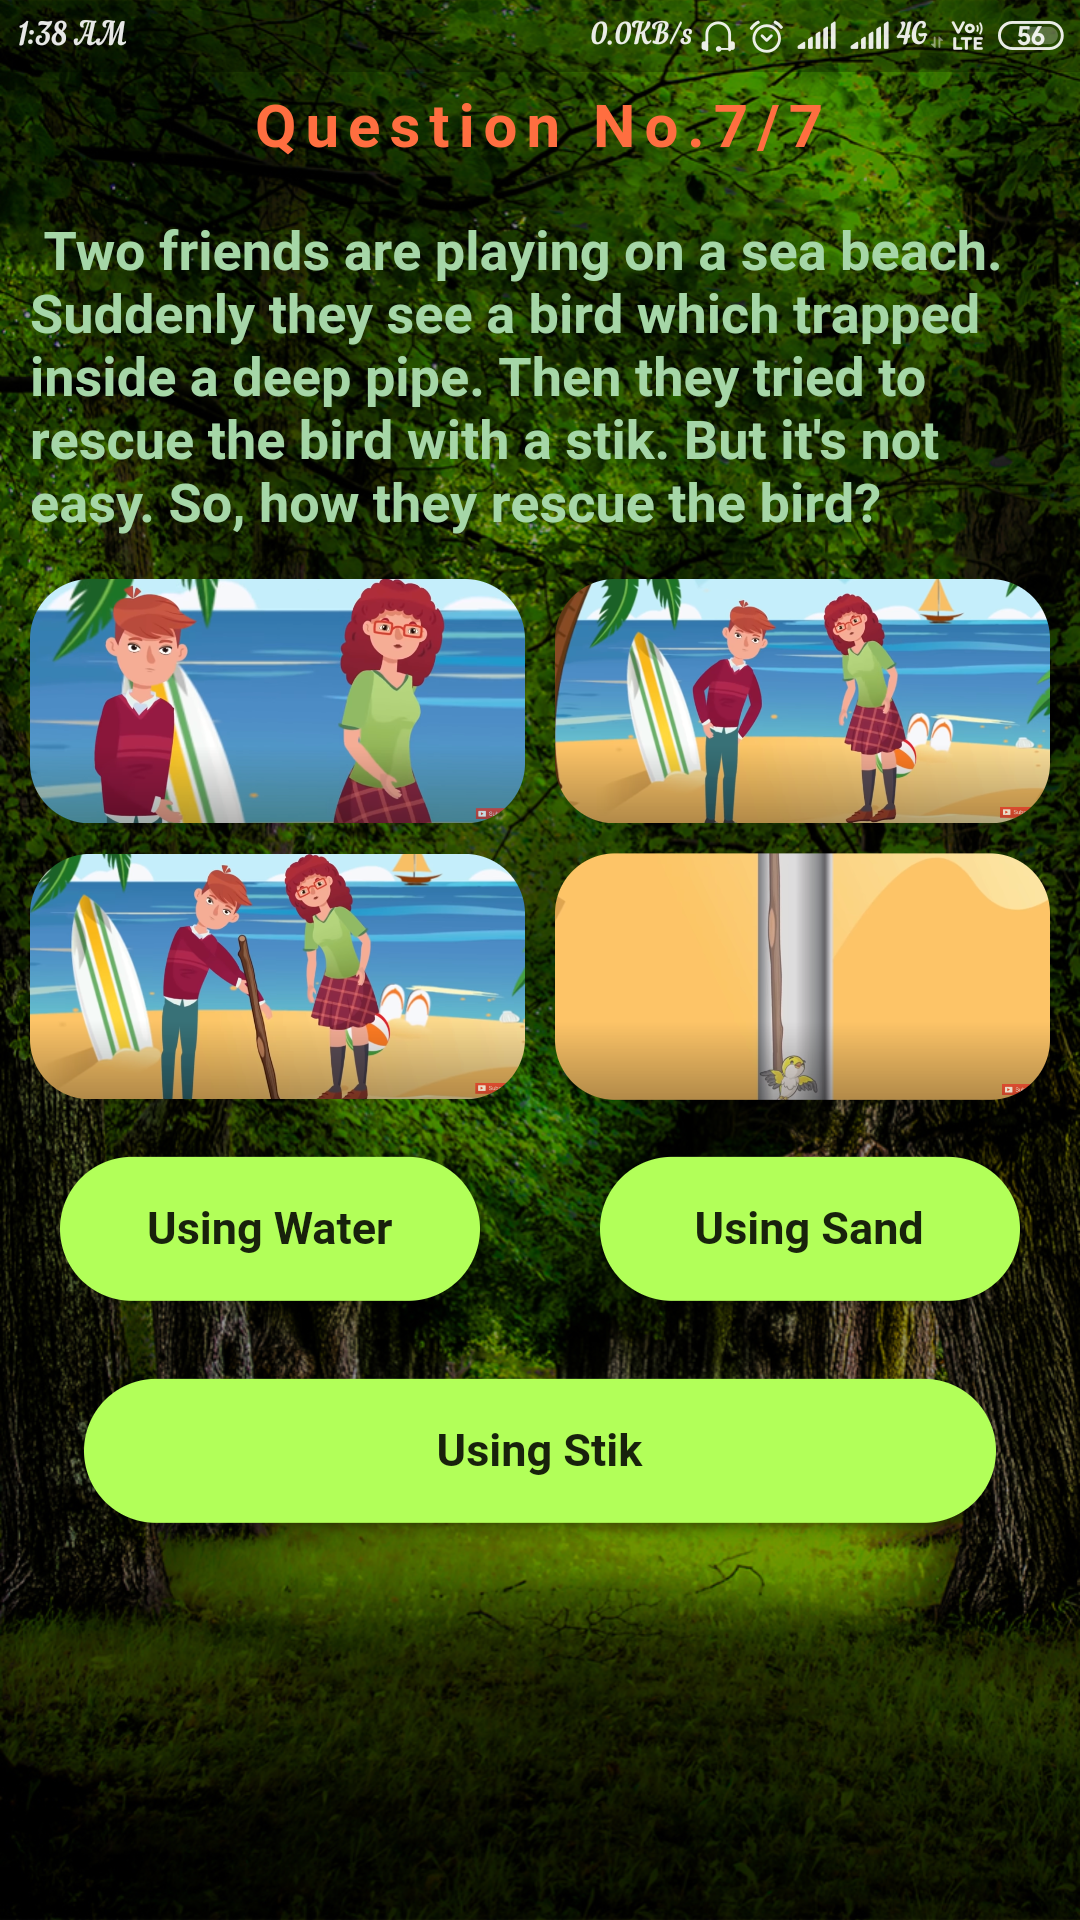 1:38 AM 0.0KB/s 4G Vo)) LTE 56
Question No.7/7
Two friends are playing on a sea beach.
Suddenly they see a bird which trapped
inside a deep pipe. Then they tried to
rescue the bird with a stik. But it's not
easy. So, how they rescue the bird?
Using Water
Using Sand
Using Stik